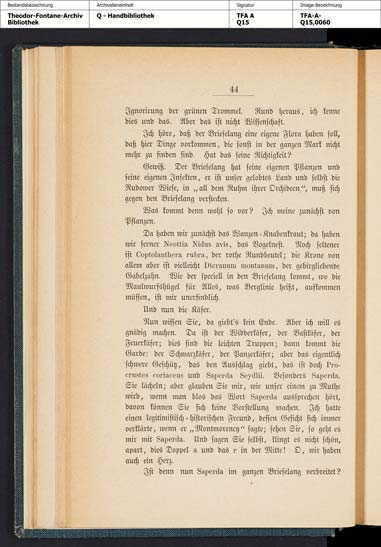 Bestandsbezeichnung
Archivalieneinheit
Signatur
Image-Bezeichnung
Theodor-Fontane-Archiv
Bibliothek
Q - Handbibliothek
TFA A
Q15
TFA-A-
Q15,0060
44
Ignorirung der grünen Trommel. Rund heraus, ich kenne
dies und das. Aber das ist nicht Wissenschaft.
Ich höre, daß der Brieselang eine eigene Flora haben soll,
daß hier Dinge vorkommen, die sonst in der ganzen Mark nicht
mehr zu finden sind. Hat das seine Richtigkeit?
Gewiß. Der Brieselang hat seine eigenen Pflanzen und
seine eigenen Insekten, er ist unser gelobtes Land und selbst die
Rudower Wiese, in „all dem Ruhm ihrer Orchideen“, muß sich
gegen den Brieselang verstecken.
Was kommt denn wohl so vor? Ich meine zunächst von
Pflanzen.
Da haben wir zunächst das Wanzen-Knabenkraut; da haben
wir ferner Neottia Nidus avis, das Vogelnest. Noch seltener
ist Coptolanthera rubra, der rothe Rundbeutel; die Krone von
allem aber ist vielleicht Dicranum montanum, der gebirgliebende
Gabelzahn. Wie der speciell in den Brieselang kommt, wo die
Maulwurfshügel für Alles, was Berglinie heißt, aufkommen
müssen, ist mir unerfindlich.
Und nun die Käfer.
Nun wissen Sie, da giebt's kein Ende. Aber ich will es
gnädig machen. Da ist der Widderkäfer, der Bastkäfer, der
Feuerkäfer; dies sind die leichten Truppen; dann kommt die
Garde: der Schwarzkäfer, der Panzerkäfer; aber das eigentlich
schwere Geschütz, das den Ausschlag giebt, das ist doch Pro-
crustes coriaceus und Saperda Seydlii. Besonders Saperda.
Sie lächeln; aber glauben Sie mir, wie unser einem zu Muthe
wird, wenn blos das Wort Saperda aussprechen hört,
davon können Sie sich keine Vorstellung machen. Ich hatte
einen legitimistisch-historischen Freund, dessen Gesicht sich immer
verklärte, wenn er „Montmorency“ sagte; sehen Sie, so geht es
mir mit Saperda. Und sagen Sie selbst, klingt es nicht schön,
apart, dies Doppel a und das r in der Mitte! O, wir haben
auch ein Herz.
Ist denn nun Saperda im ganzen Brieselang verbreitet?